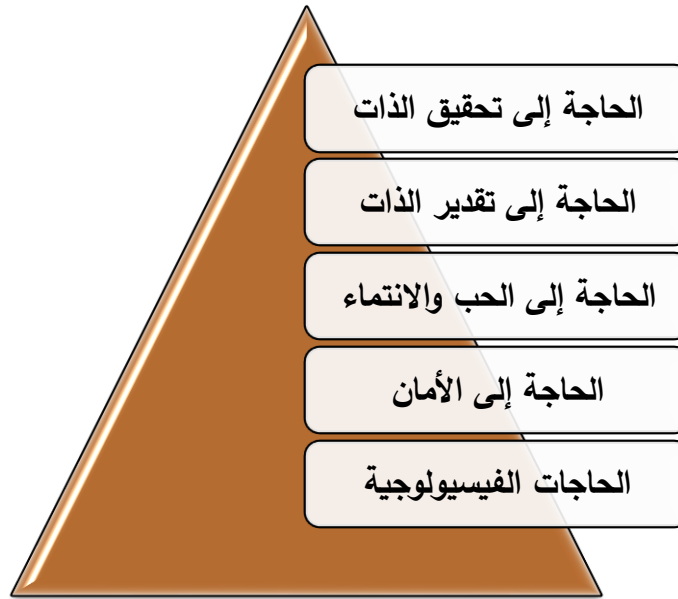 الحاجة إلى تحقيق الذات
الحاجة إلى تقدير الذات
الحاجة إلى الحب والانتماء
الحاجة إلى الأمان
الحاجات الفيسيولوجية